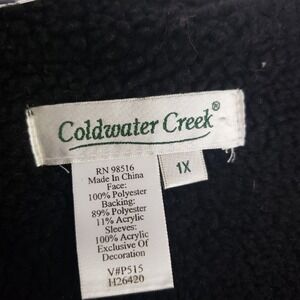 Coldwater Creek®
1X
RN 98516
Made In China
Face:
100% Polyester
Backing:
89% Polyester
11% Acrylic
Sleeves:
100% Acrylic
Exclusive Of
Decoration
V#P515
H26420